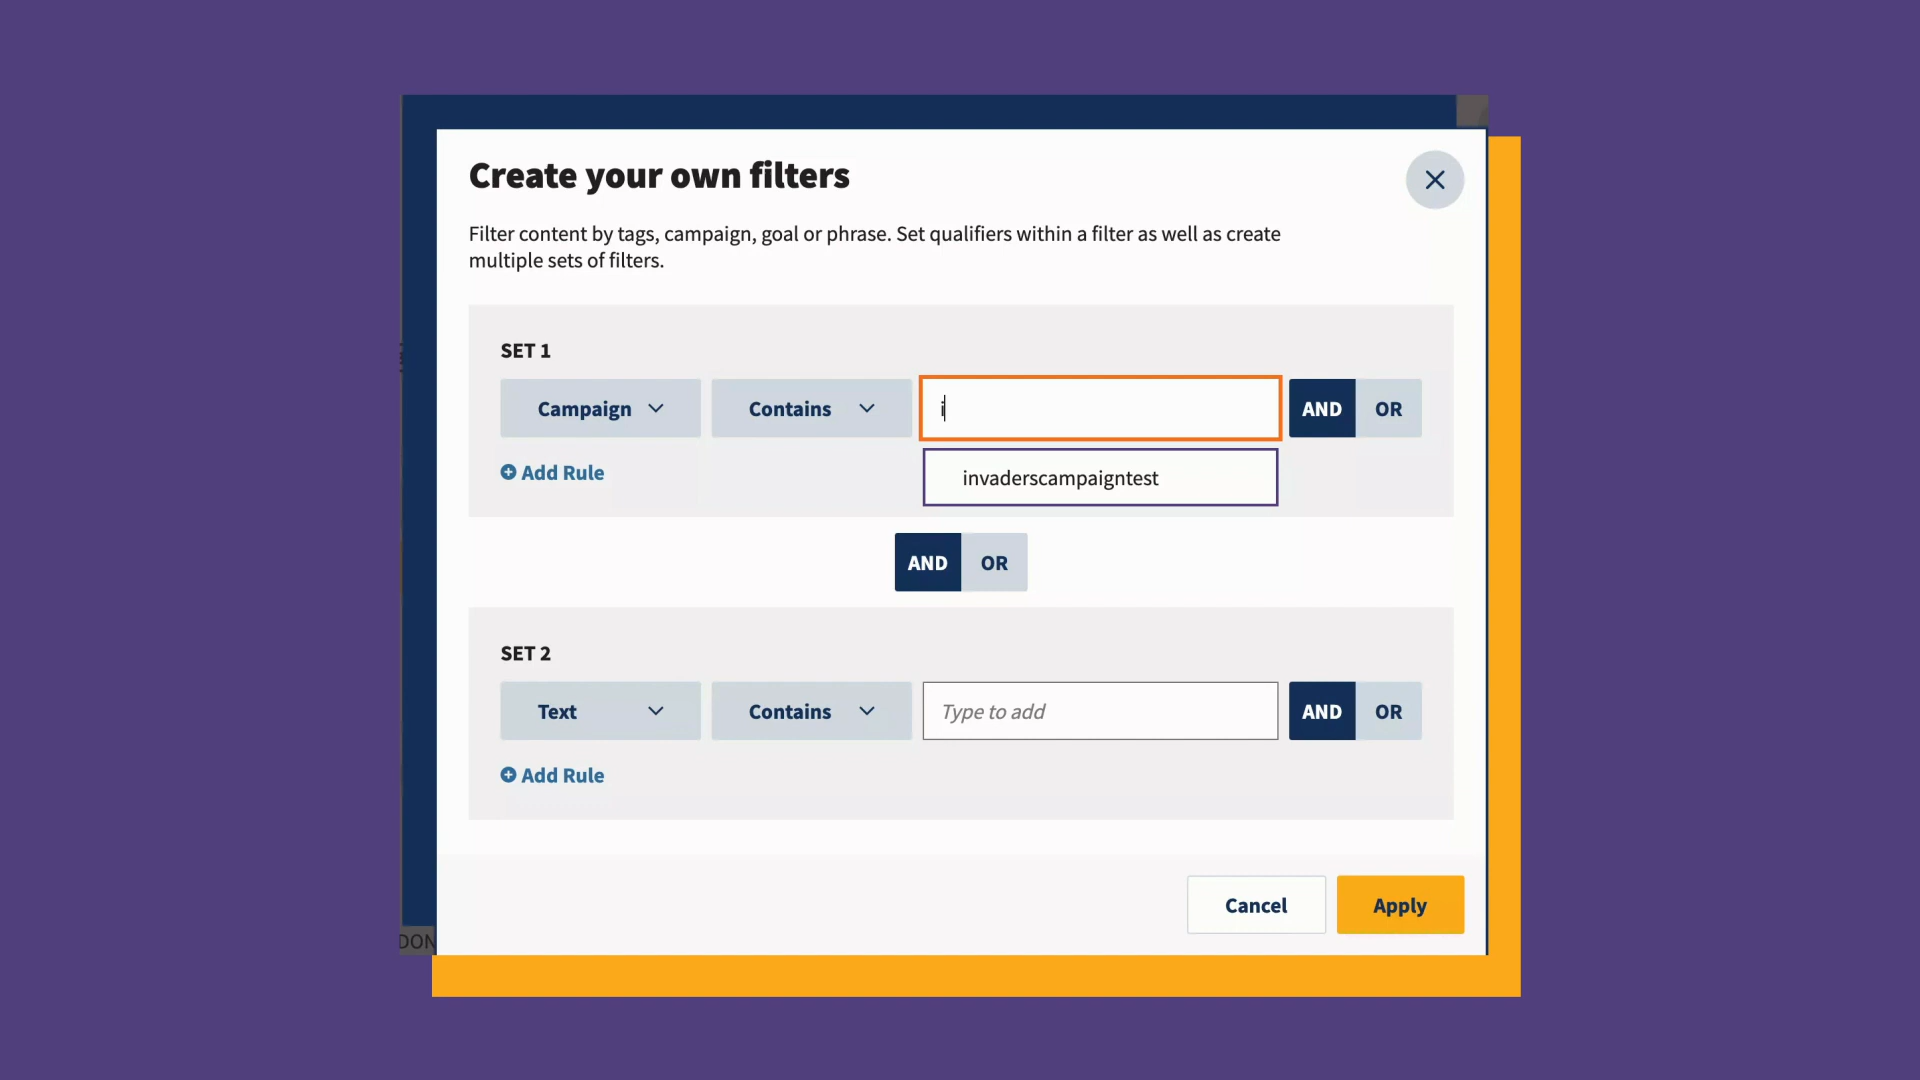 Create your own filters
Filter content by tags, campaign, goal or phrase. Set qualifiers within a filter as well as create
multiple sets of filters.
SET 1
Campaign Contains i AND OR
Add Rule
invaderscampaigntest
AND OR
SET 2
Text Contains Type to add AND OR
Add Rule
Cancel Apply
DON